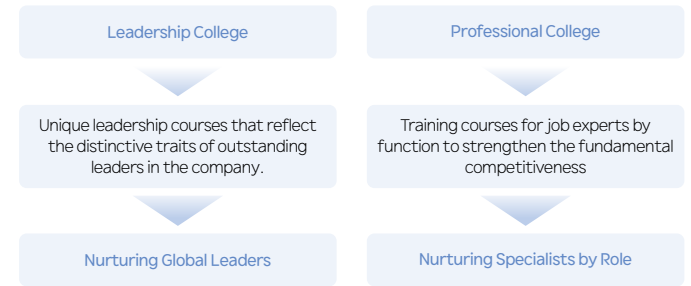 Leadership College
Unique leadership courses that reflect
the distinctive traits of outstanding
leaders in the company.
Nurturing Global Leaders
Professional College
Training courses for job experts by
function to strengthen the fundamental
competitiveness
Nurturing Specialists by Role